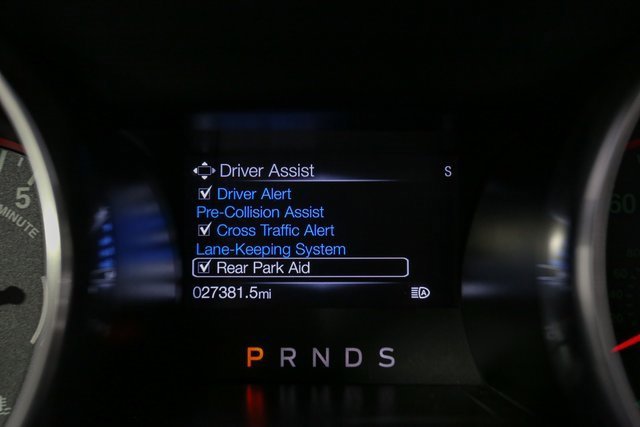 Driver Assist S
Driver Alert
Pre-Collision Assist
Cross Traffic Alert
Lane-Keeping System
Rear Park Aid
027381.5mi
A
P R N D S
5
MINUTE
60